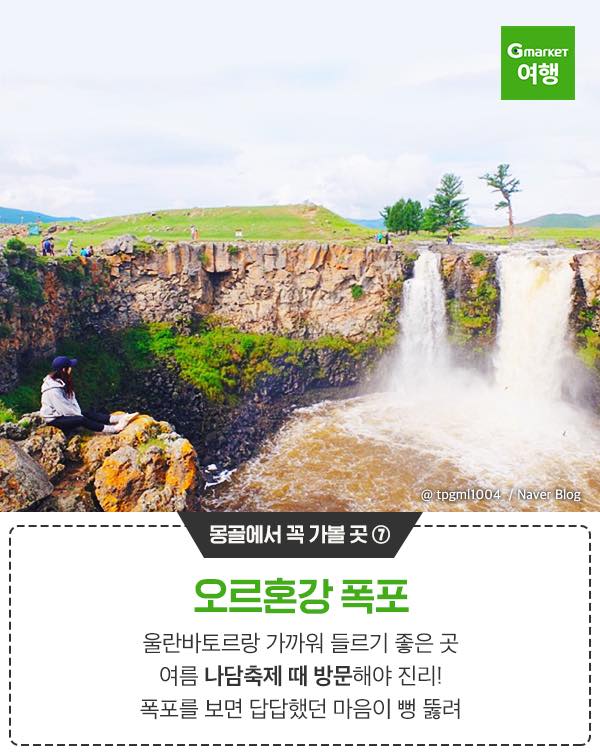 Gmarket
여행
@ tpgml1004 / Naver Blog
몽골에서 꼭 가볼 곳 ⑦
오르혼강 폭포
울란바토르랑 가까워 들르기 좋은 곳
여름 나담축제 때 방문해야 진리!
폭포를 보면 답답했던 마음이 뻥 뚫려